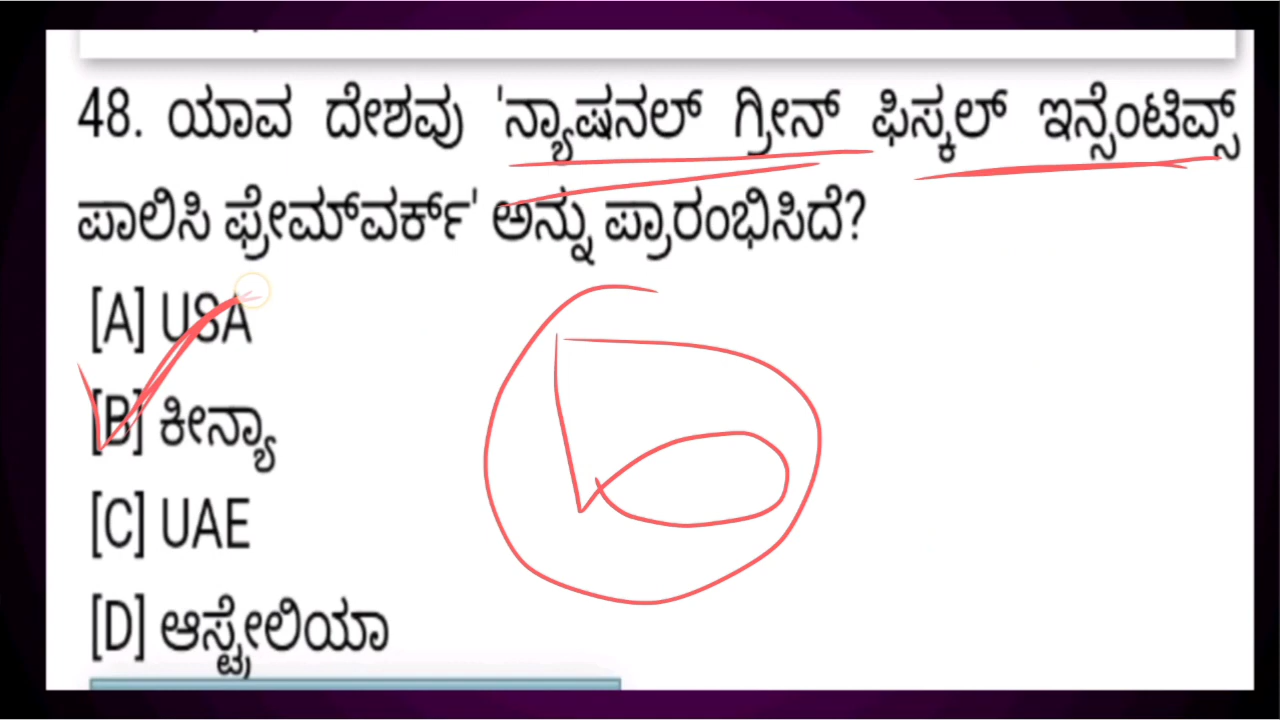 48. ಯಾವ ದೇಶವು 'ನ್ಯಾಷನಲ್ ಗ್ರೀನ್ ಫಿಸ್ಕಲ್ ಇನ್ಸೆಂಟಿವ್ಸ್
ಪಾಲಿಸಿ ಫ್ರೇಮ್‌ವರ್ಕ್' ಅನ್ನು ಪ್ರಾರಂಭಿಸಿದೆ?
[A] USA
[B] ಕೀನ್ಯಾ
[C] UAE
[D] ಆಸ್ಟ್ರೇಲಿಯಾ